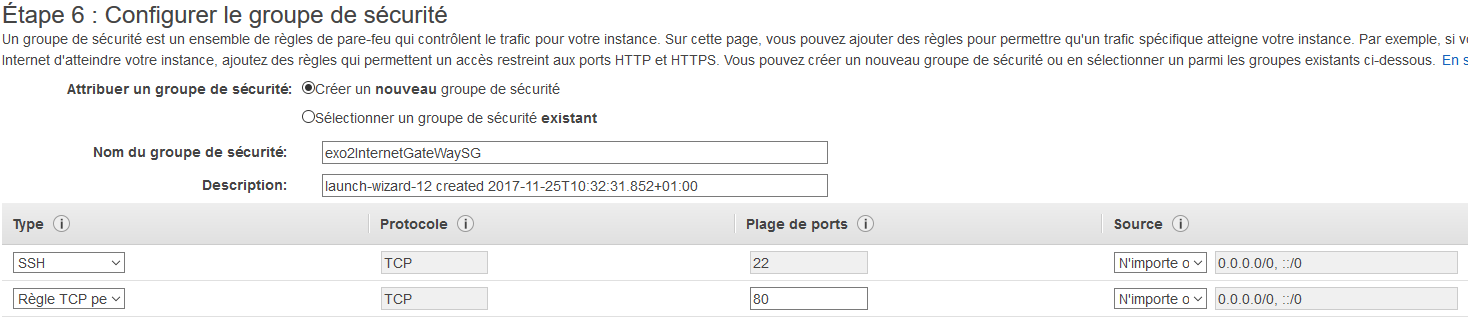 Étape 6 : Configurer le groupe de sécurité
Un groupe de sécurité est un ensemble de règles de pare-feu qui contrôlent le trafic pour votre instance. Sur cette page, vous pouvez ajouter des règles pour permettre qu'un trafic spécifique atteigne votre instance. Par exemple, si v
Internet d'atteindre votre instance, ajoutez des règles qui permettent un accès restreint aux ports HTTP et HTTPS. Vous pouvez créer un nouveau groupe de sécurité ou en sélectionner un parmi les groupes existants ci-dessous. En s
Attribuer un groupe de sécurité: Créer un nouveau groupe de sécurité
Sélectionner un groupe de sécurité existant
Nom du groupe de sécurité: exo2InternetGateWaySG
Description: launch-wizard-12 created 2017-11-25T10:32:31.852+01:00
Type i Protocole i Plage de ports i Source i
SSH TCP 22 N'importe o 0.0.0.0/0, ::/0
Règle TCP pe TCP 80 N'importe o 0.0.0.0/0, ::/0